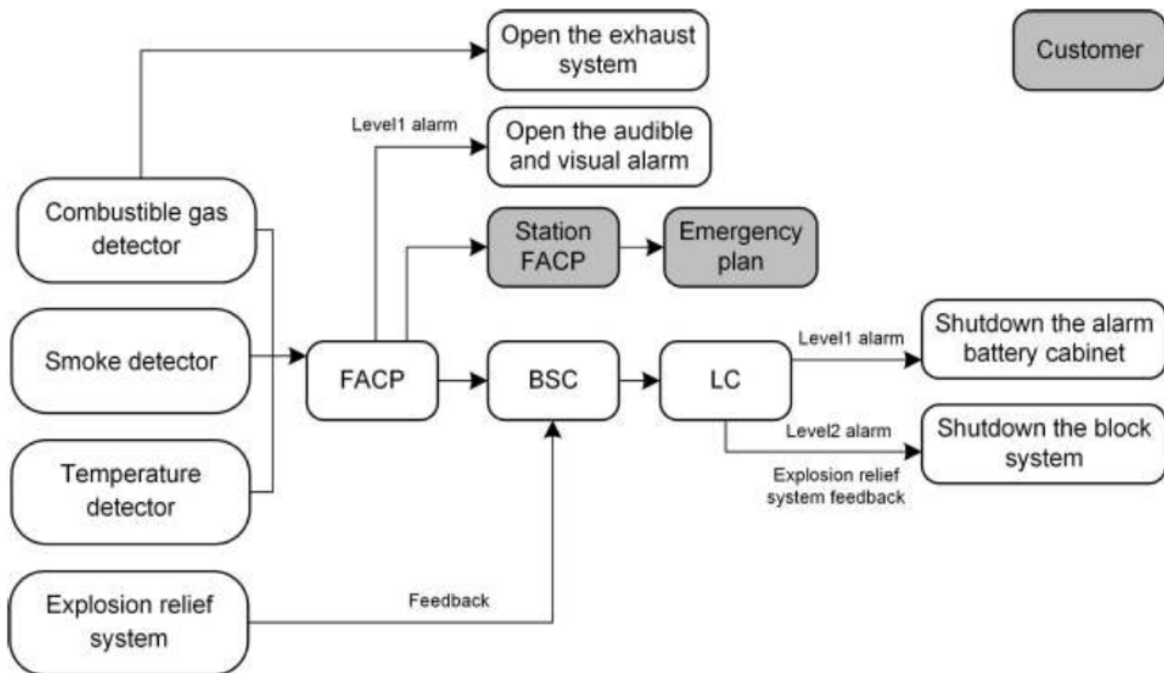 Open the exhaust
system
Customer
Level1 alarm
Open the audible
and visual alarm
Combustible gas
detector
Station
FACP
Emergency
plan
Smoke detector
FACP
BSC
LC
Level1 alarm
Shutdown the alarm
battery cabinet
Level2 alarm
Explosion relief
system feedback
Shutdown the block
system
Temperature
detector
Explosion relief
system
Feedback